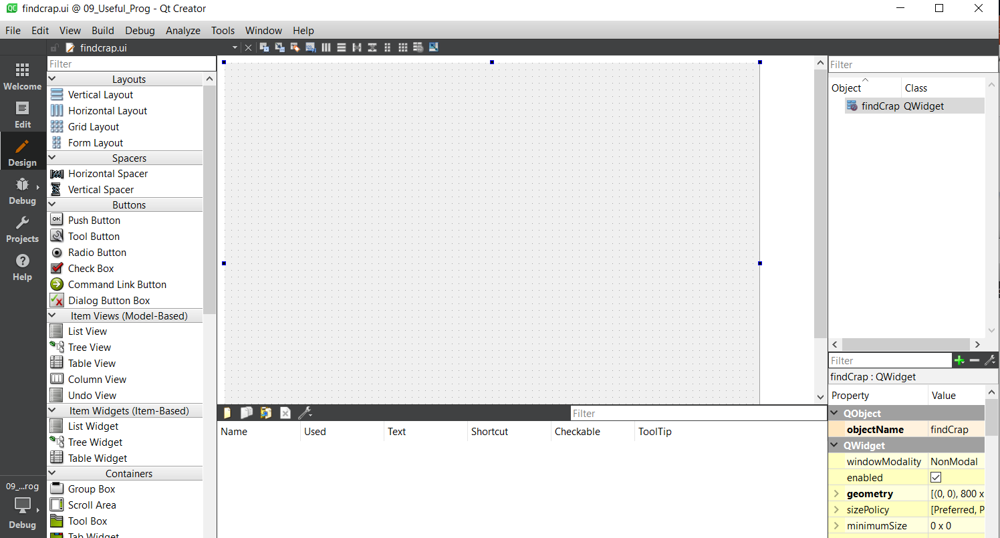 QC findcrap.ui @ 09_Useful_Prog - Qt Creator
File Edit View Build Debug Analyze Tools Window Help
findcrap.ui
Welcome
Edit
Design
Debug
Projects
Help
09_...rog
Debug
Filter
Layouts
Vertical Layout
Horizontal Layout
Grid Layout
Form Layout
Spacers
Horizontal Spacer
Vertical Spacer
Buttons
OK Push Button
Tool Button
Radio Button
Check Box
Command Link Button
Dialog Button Box
Item Views (Model-Based)
List View
Tree View
Table View
Column View
Undo View
Item Widgets (Item-Based)
List Widget
Tree Widget
Table Widget
Containers
Group Box
Scroll Area
Tool Box
Tab Widget
Filter
Name Used Text Shortcut Checkable ToolTip
Filter
Object Class
findCrap QWidget
Filter
findCrap : QWidget
Property Value
QObject
objectName findCrap
QWidget
windowModality NonModal
enabled
geometry [(0, 0), 800 x
sizePolicy [Preferred, P
minimumSize 0 x 0